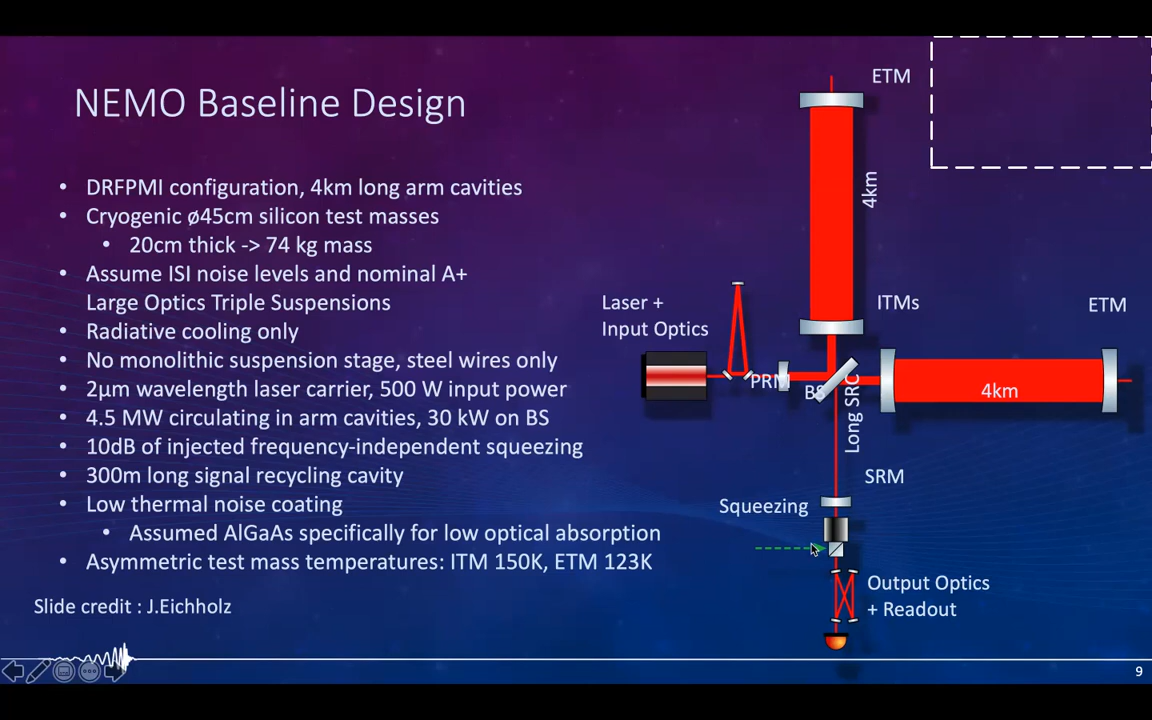 NEMO Baseline Design
• DRFPMI configuration, 4km long arm cavities
• Cryogenic ø45cm silicon test masses
• 20cm thick -> 74 kg mass
• Assume ISI noise levels and nominal A+
Large Optics Triple Suspensions
• Radiative cooling only
• No monolithic suspension stage, steel wires only
• 2µm wavelength laser carrier, 500 W input power
• 4.5 MW circulating in arm cavities, 30 kW on BS
• 10dB of injected frequency-independent squeezing
• 300m long signal recycling cavity
• Low thermal noise coating
• Assumed AlGaAs specifically for low optical absorption
• Asymmetric test mass temperatures: ITM 150K, ETM 123K
Slide credit : J.Eichholz
ETM
4km
Laser +
Input Optics
ITMs
ETM
PRM
BS
4km
Long SRC
SRM
Squeezing
Output Optics
+ Readout
9